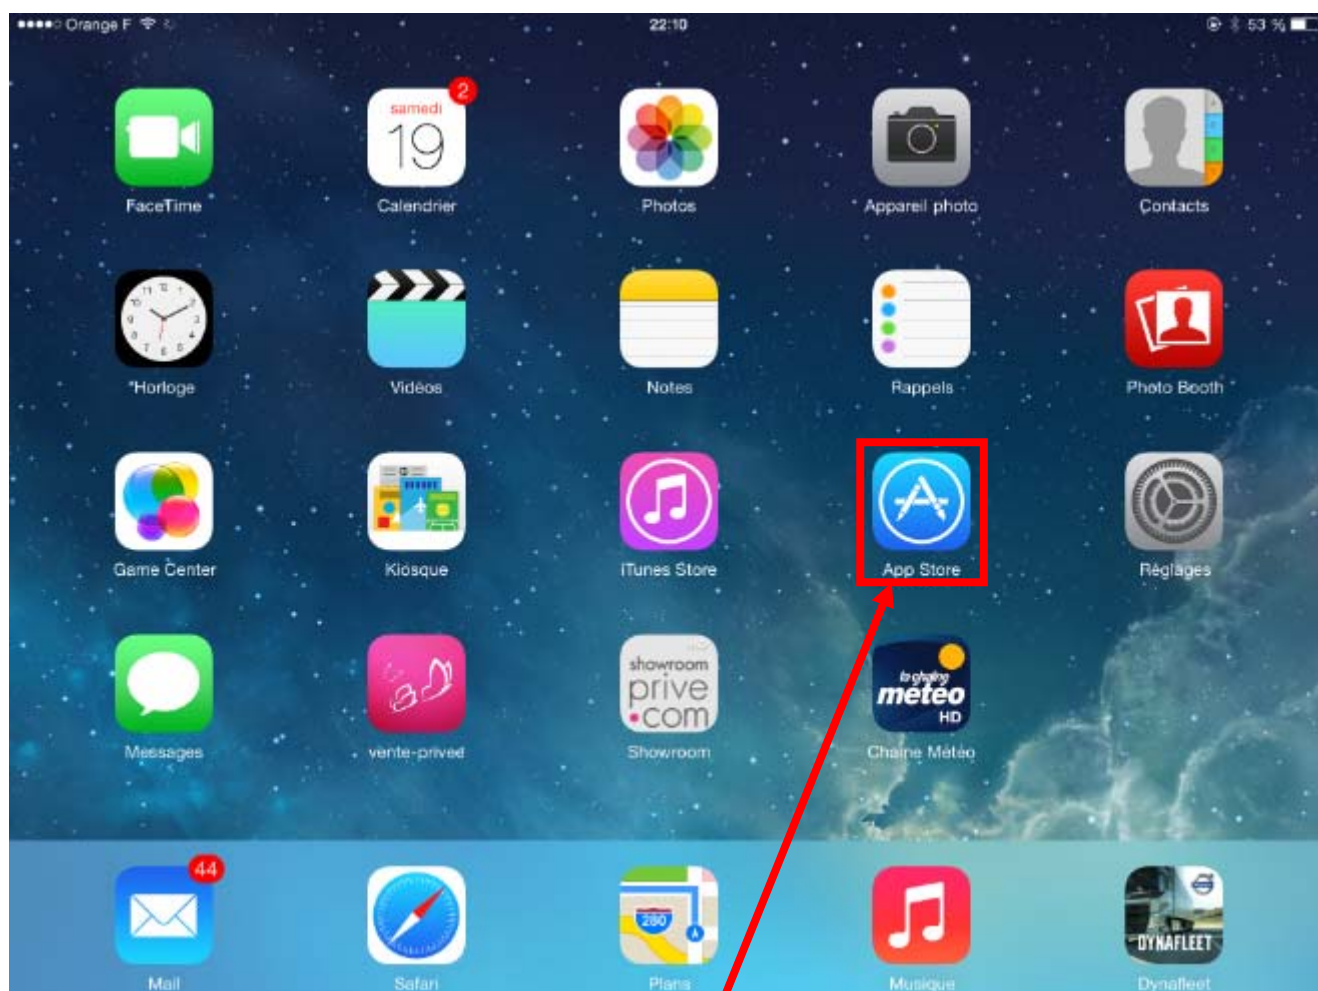 Orange F 22:10 53 %
2
samedi
19
FaceTime Calendrier Photos Appareil photo Contacts
Horloge Vidéos Notes Rappels Photo Booth
Game Center Kiosque iTunes Store App Store Réglages
showroom
prive
.com
la chaîne
météo
HD
Messages vente-privee Showroom Chaine Météo
44
280
DYNAFLEET
Mail Safari Plans Musique Dynafleet